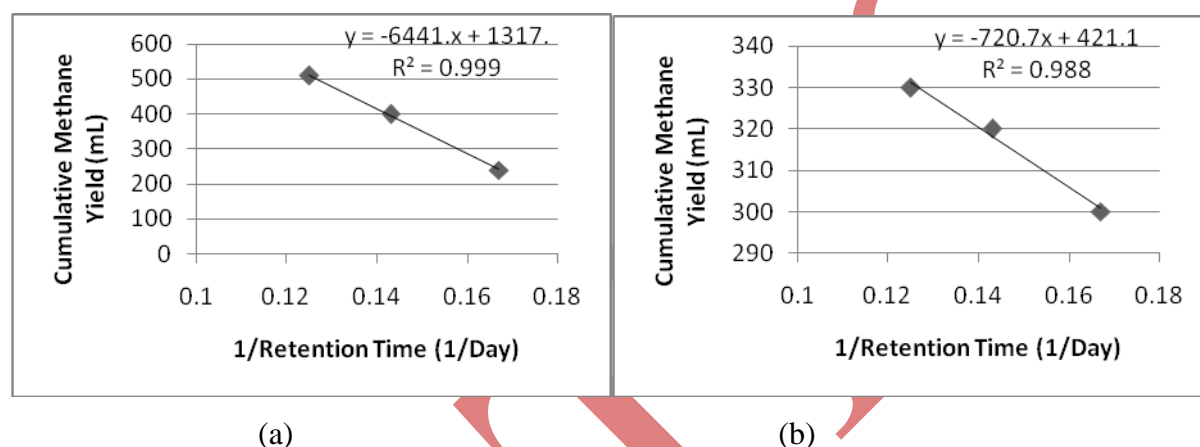 y = -6441.x + 1317.
R² = 0.999
600
500
400
300
200
100
0
0.1 0.12 0.14 0.16 0.18
Cumulative Methane
Yield (mL)
1/Retention Time (1/Day)
(a)
y = -720.7x + 421.1
R² = 0.988
340
330
320
310
300
290
0.1 0.12 0.14 0.16 0.18
Cumulative Methane
Yield (mL)
1/Retention Time (1/Day)
(b)